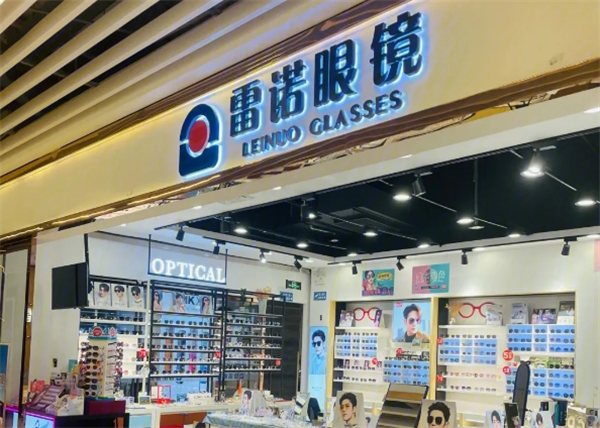 雷诺眼镜
LEINUO GLASSES
OPTICAL